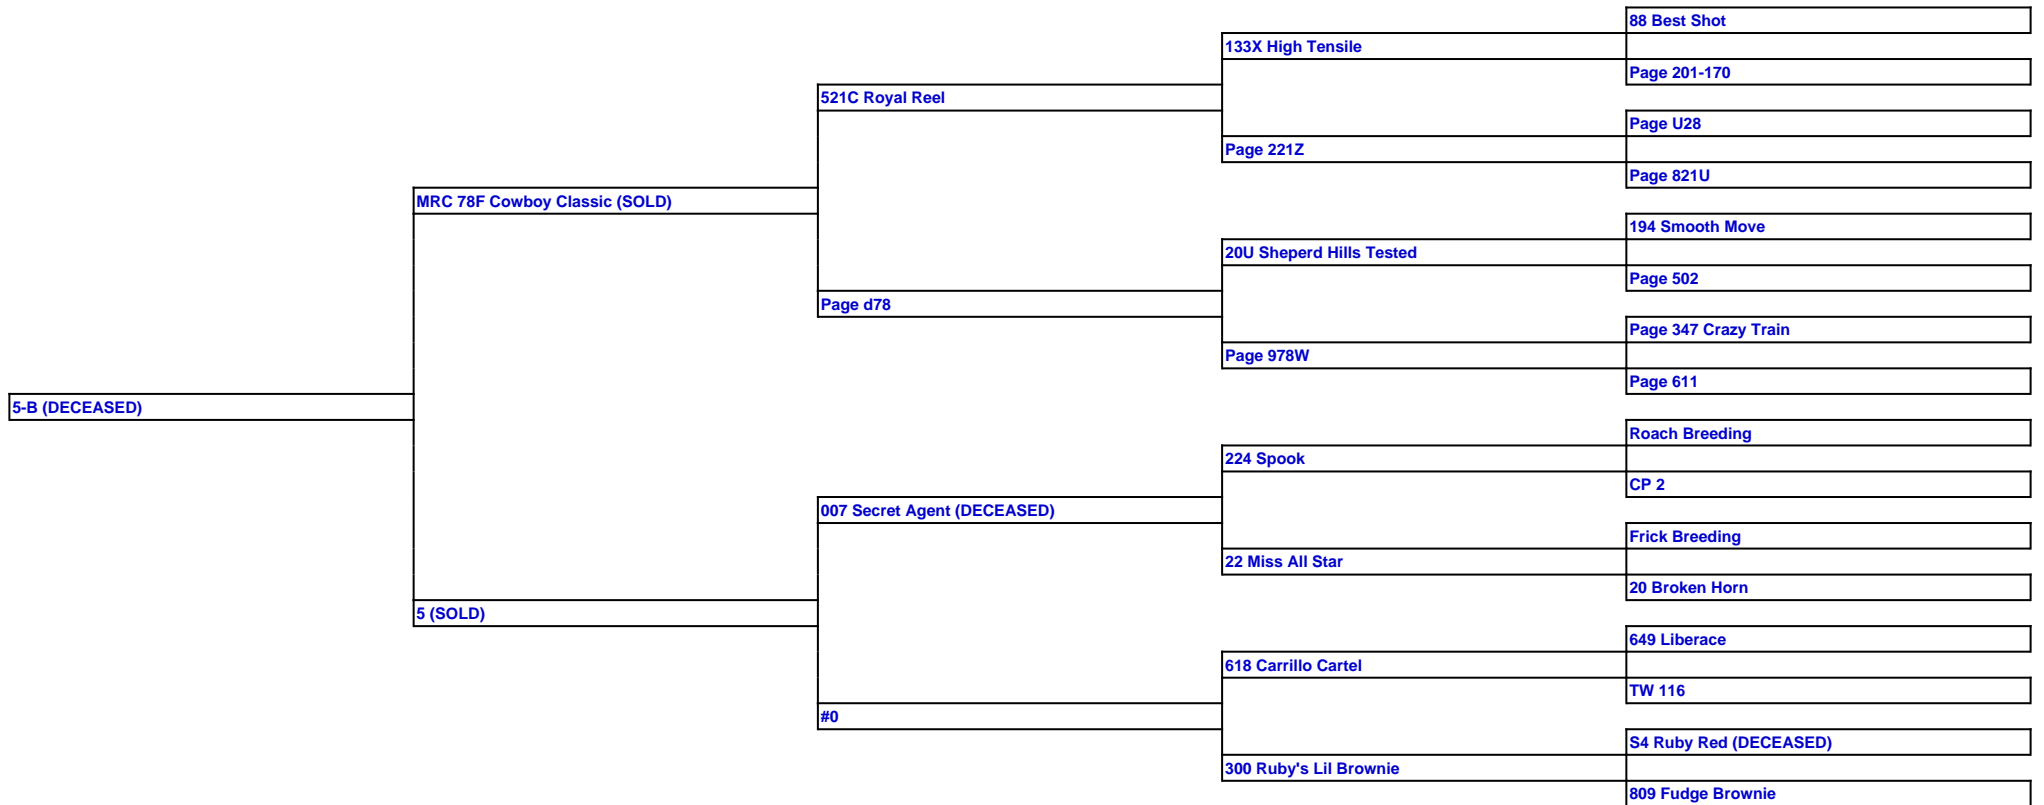 88 Best Shot
133X High Tensile
Page 201-170
521C Royal Reel
Page U28
Page 221Z
Page 821U
MRC 78F Cowboy Classic (SOLD)
194 Smooth Move
20U Sheperd Hills Tested
Page 502
Page d78
Page 347 Crazy Train
Page 978W
Page 611
5-B (DECEASED)
Roach Breeding
224 Spook
CP 2
007 Secret Agent (DECEASED)
Frick Breeding
22 Miss All Star
20 Broken Horn
5 (SOLD)
649 Liberace
618 Carrillo Cartel
TW 116
#0
S4 Ruby Red (DECEASED)
300 Ruby's Lil Brownie
809 Fudge Brownie